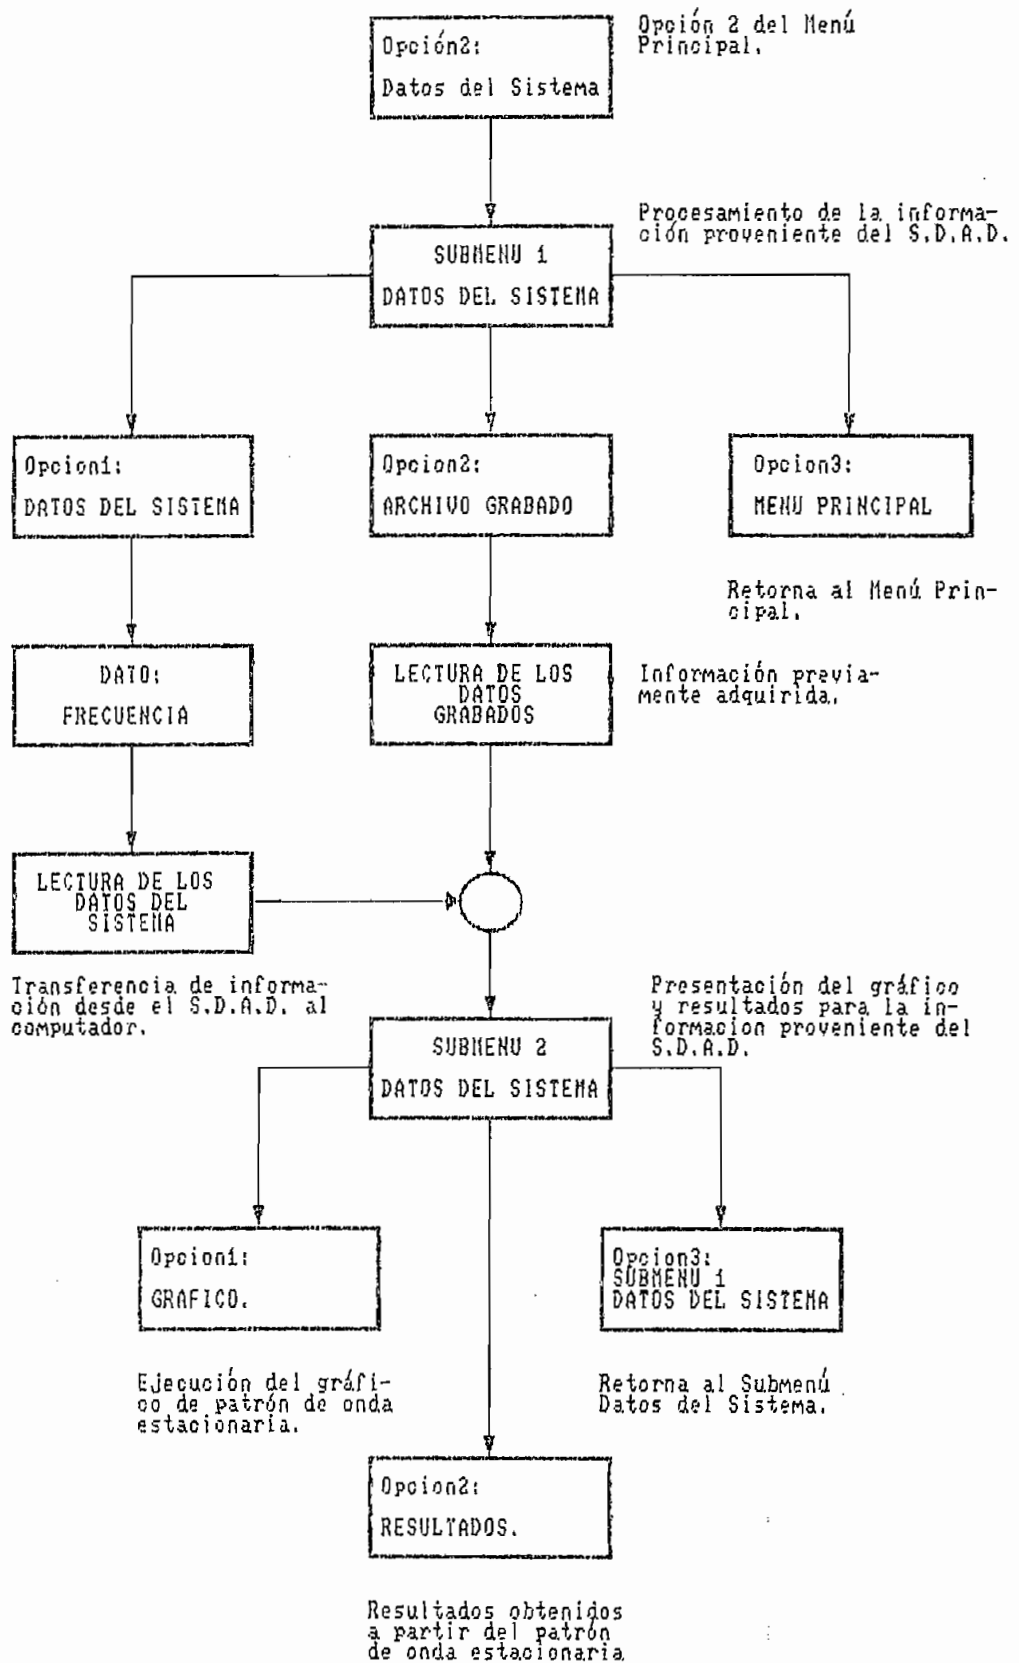 Opción2:
Datos del Sistema
Opción 2 del Menú
Principal.
Procesamiento de la informa-
ción proveniente del S.D.A.D.
SUBMENU 1
DATOS DEL SISTEMA
Opcion1:
DATOS DEL SISTEMA
Opcion2:
ARCHIVO GRABADO
Opcion3:
MENU PRINCIPAL
Retorna al Menú Prin-
cipal.
DATO:
FRECUENCIA
LECTURA DE LOS
DATOS
GRABADOS
Información previa-
mente adquirida.
LECTURA DE LOS
DATOS DEL
SISTEMA
Transferencia de informa-
ción desde el S.D.A.D. al
computador.
Presentación del gráfico
y resultados para la in-
formacion proveniente del
S.D.A.D.
SUBMENU 2
DATOS DEL SISTEMA
Opcion1:
GRAFICO.
Opcion3:
SUBMENU 1
DATOS DEL SISTEMA
Ejecución del gráfi-
co de patrón de onda
estacionaria.
Retorna al Submenú
Datos del Sistema.
Opcion2:
RESULTADOS.
Resultados obtenidos
a partir del patrón
de onda estacionaria